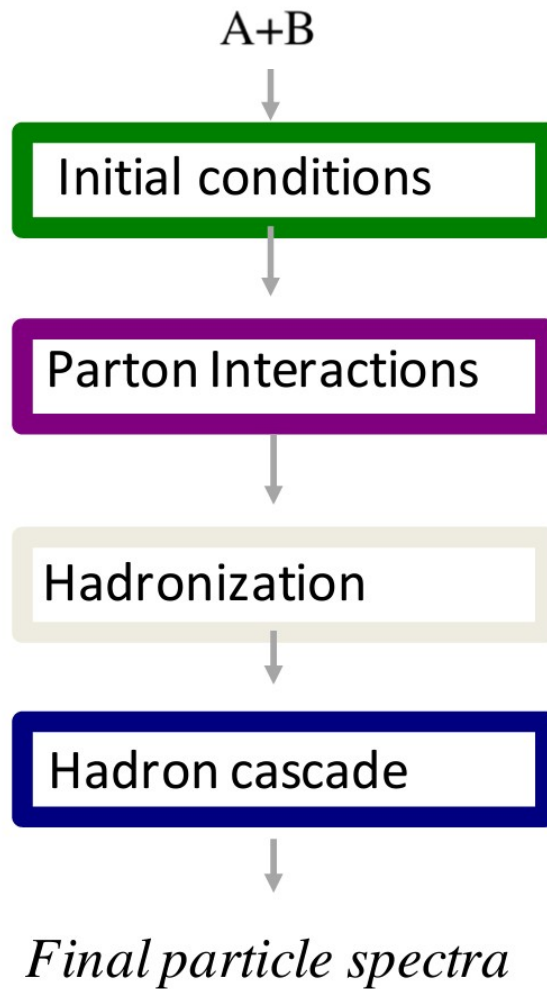 A+B
Initial conditions
Parton Interactions
Hadronization
Hadron cascade
Final particle spectra